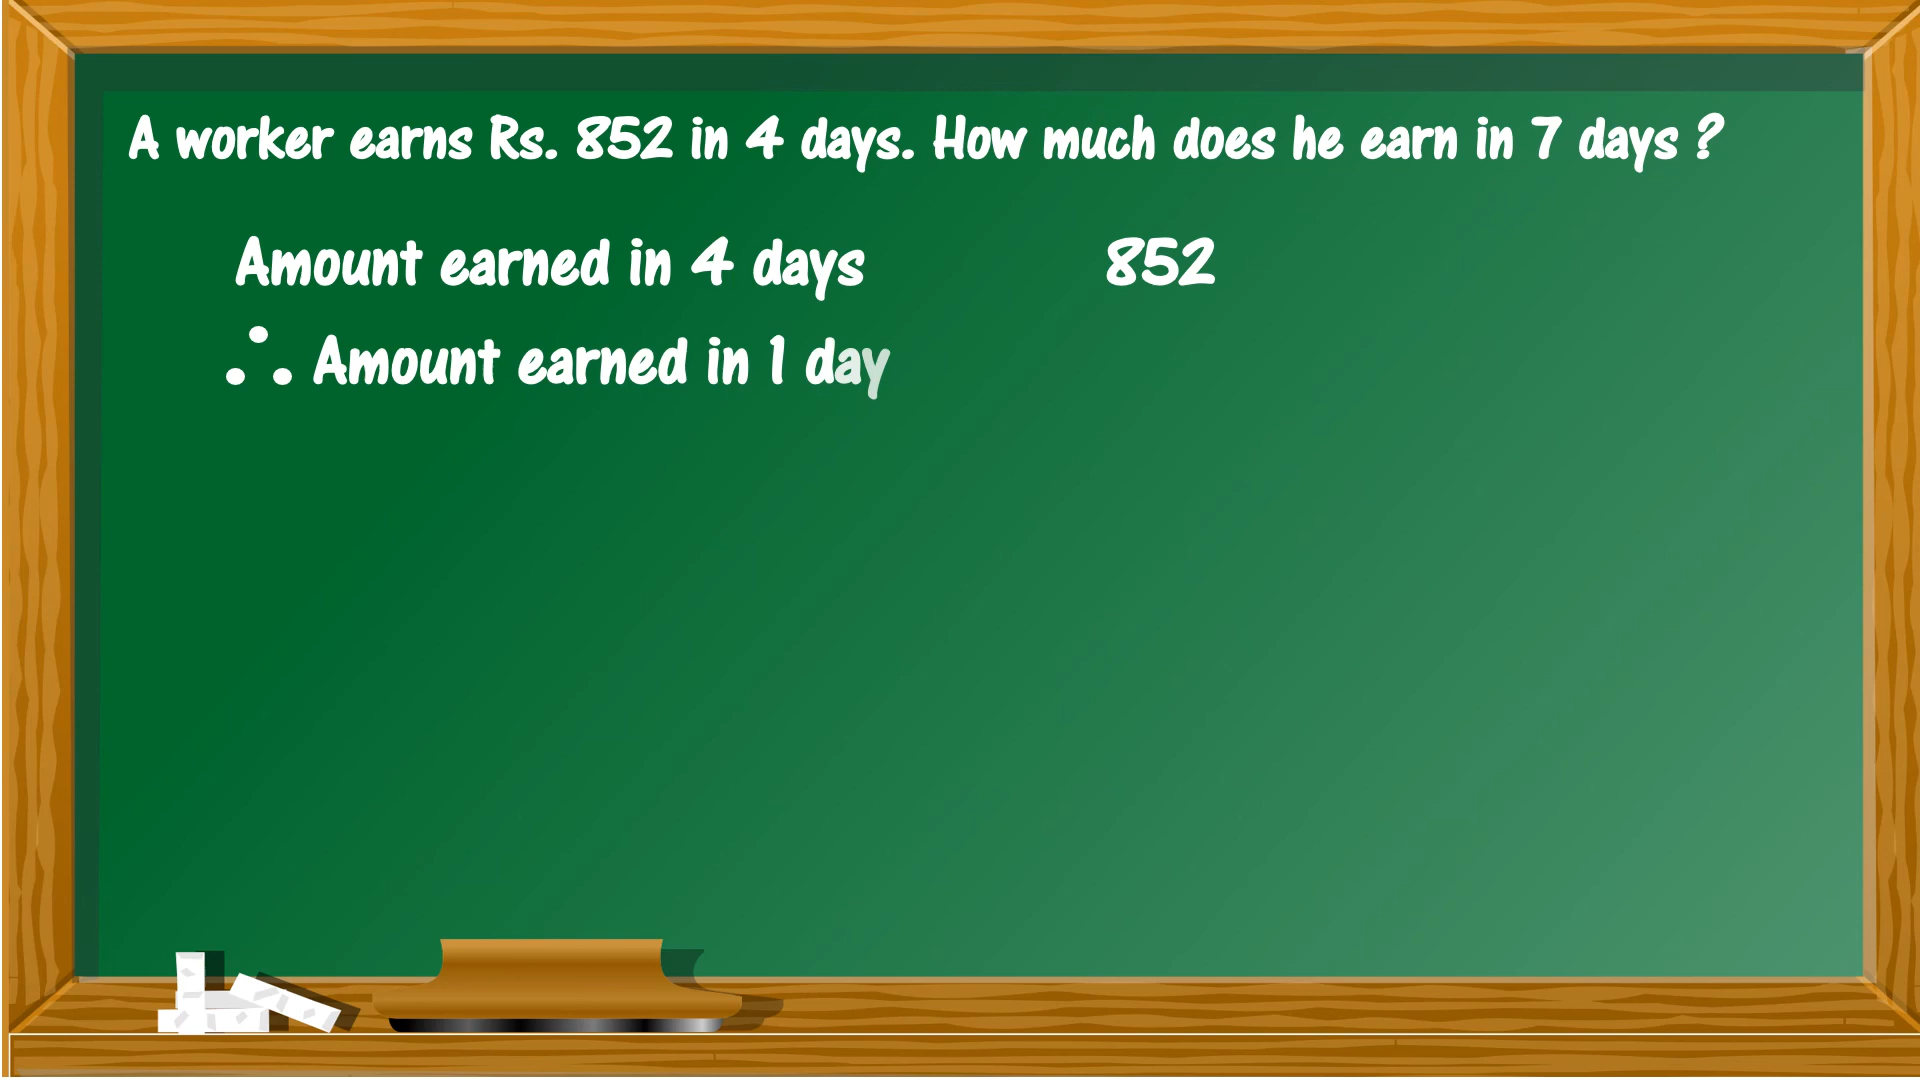 A worker earns Rs. 852 in 4 days. How much does he earn in 7 days ?
Amount earned in 4 days 852
∴ Amount earned in 1 day